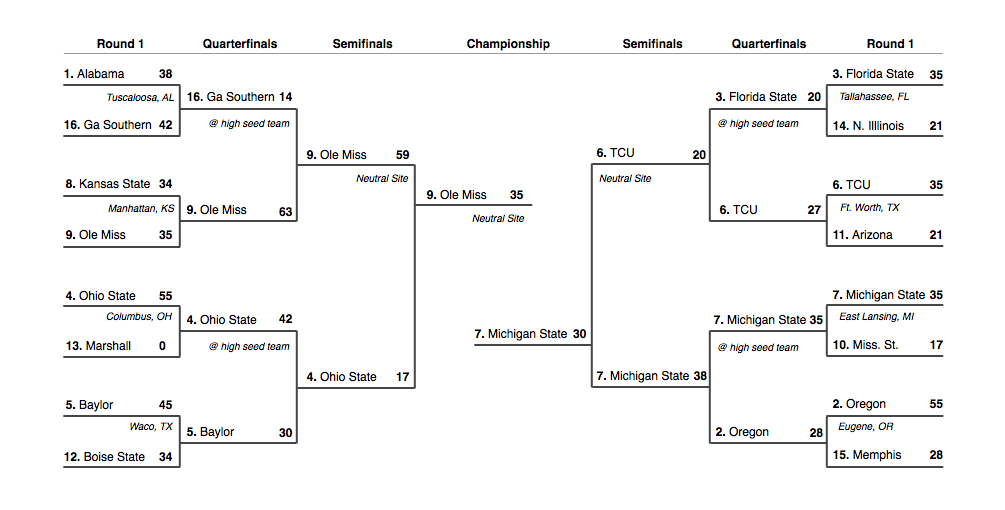 Round 1 Quarterfinals Semifinals Championship Semifinals Quarterfinals Round 1
1. Alabama 38
Tuscaloosa, AL
16. Ga Southern 42
8. Kansas State 34
Manhattan, KS
9. Ole Miss 35
4. Ohio State 55
Columbus, OH
13. Marshall 0
5. Baylor 45
Waco, TX
12. Boise State 34
16. Ga Southern 14
@ high seed team
9. Ole Miss 63
4. Ohio State 42
@ high seed team
5. Baylor 30
9. Ole Miss 59
Neutral Site
4. Ohio State 17
9. Ole Miss 35
Neutral Site
7. Michigan State 30
6. TCU 20
Neutral Site
7. Michigan State 38
3. Florida State 20
@ high seed team
6. TCU 27
7. Michigan State 35
@ high seed team
2. Oregon 28
3. Florida State 35
Tallahassee, FL
14. N. Illlinois 21
6. TCU 35
Ft. Worth, TX
11. Arizona 21
7. Michigan State 35
East Lansing, MI
10. Miss. St. 17
2. Oregon 55
Eugene, OR
15. Memphis 28